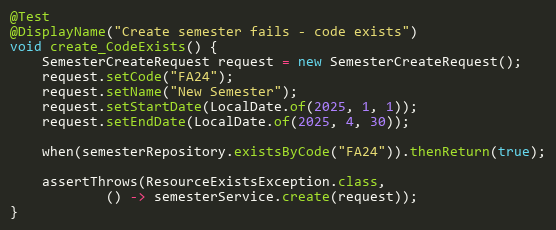 @Test
@DisplayName("Create semester fails - code exists")
void create_CodeExists() {
    SemesterCreateRequest request = new SemesterCreateRequest();
    request.setCode("FA24");
    request.setName("New Semester");
    request.setStartDate(LocalDate.of(2025, 1, 1));
    request.setEndDate(LocalDate.of(2025, 4, 30));

    when(semesterRepository.existsByCode("FA24")).thenReturn(true);

    assertThrows(ResourceExistsException.class,
            () -> semesterService.create(request));
}